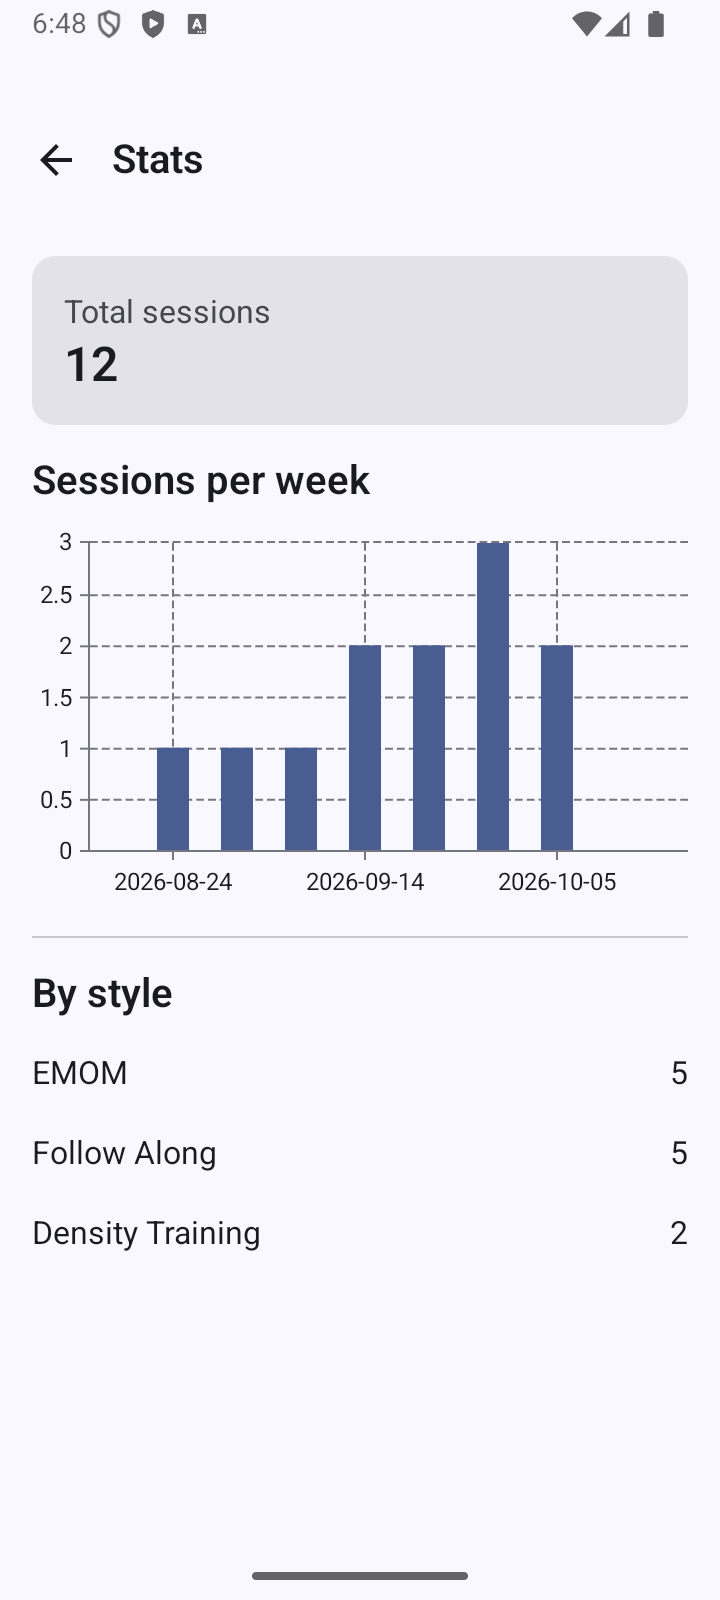 6:48
Stats
Total sessions
12
Sessions per week
3
2.5
2
1.5
1
0.5
0
2026-08-24 2026-09-14 2026-10-05
By style
EMOM 5
Follow Along 5
Density Training 2